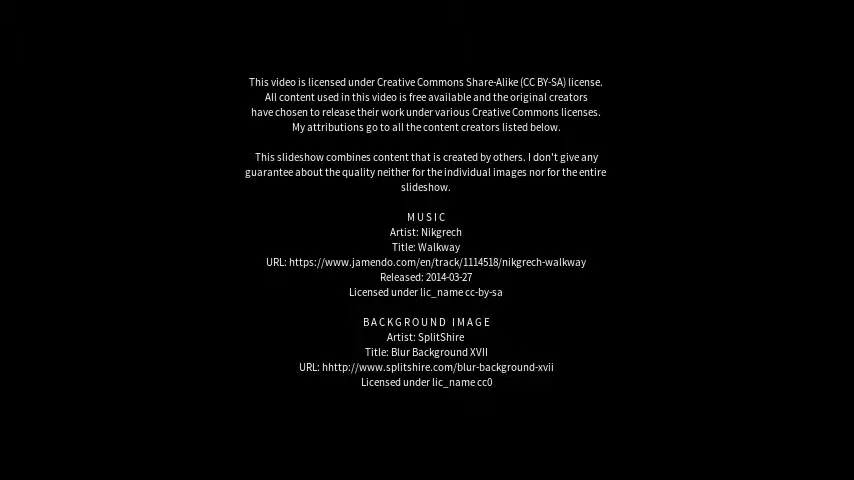 This video is licensed under Creative Commons Share-Alike (CC BY-SA) license.
All content used in this video is free available and the original creators
have chosen to release their work under various Creative Commons licenses.
My attributions go to all the content creators listed below.
This slideshow combines content that is created by others. I don't give any
guarantee about the quality neither for the individual images nor for the entire
slideshow.
MUSIC
Artist: Nikgrech
Title: Walkway
URL: https://www.jamendo.com/en/track/1114518/nikgrech-walkway
Released: 2014-03-27
Licensed under lic_name cc-by-sa
BACKGROUND IMAGE
Artist: SplitShire
Title: Blur Background XVII
URL: hhttp://www.splitshire.com/blur-background-xvii
Licensed under lic_name cc0